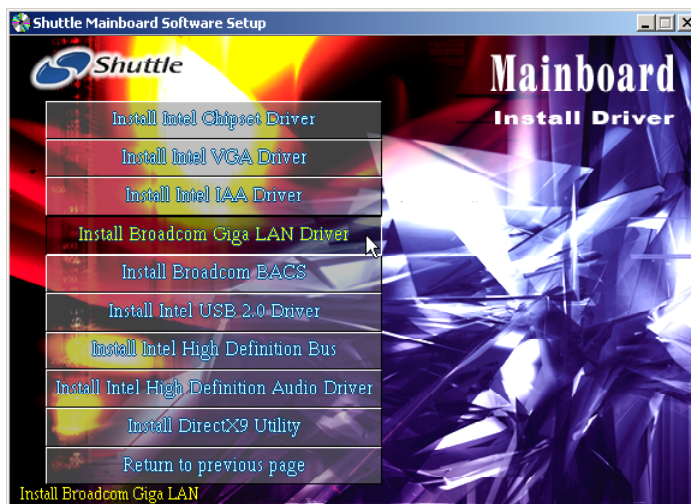 Shuttle Mainboard Software Setup
Shuttle
Mainboard
Install Driver
Install Intel Chipset Driver
Install Intel VGA Driver
Install Intel IAA Driver
Install Broadcom Giga LAN Driver
Install Broadcom BACS
Install Intel USB 2.0 Driver
Install Intel High Definition Bus
Install Intel High Definition Audio Driver
Install DirectX9 Utility
Return to previous page
Install Broadcom Giga LAN